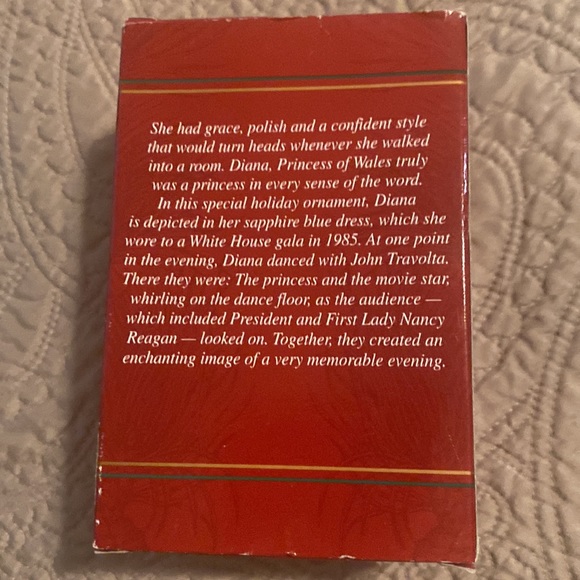 She had grace, polish and a confident style
that would turn heads whenever she walked
into a room. Diana, Princess of Wales truly
was a princess in every sense of the word.
In this special holiday ornament, Diana
is depicted in her sapphire blue dress, which she
wore to a White House gala in 1985. At one point
in the evening, Diana danced with John Travolta.
There they were: The princess and the movie star,
whirling on the dance floor, as the audience —
which included President and First Lady Nancy
Reagan — looked on. Together, they created an
enchanting image of a very memorable evening.